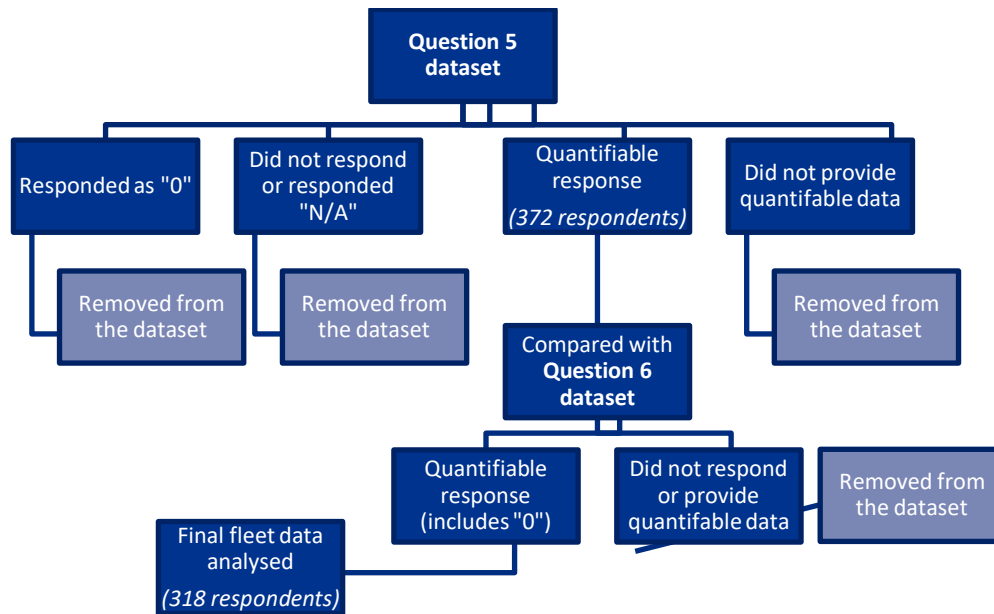 Question 5
dataset
Responded as "0"
Did not respond
or responded
"N/A"
Quantifiable
response
(372 respondents)
Did not provide
quantifable data
Removed from
the dataset
Removed from
the dataset
Removed from
the dataset
Compared with
Question 6
dataset
Quantifiable
response
(includes "0")
Did not respond
or provide
quantifable data
Removed from
the dataset
Final fleet data
analysed
(318 respondents)